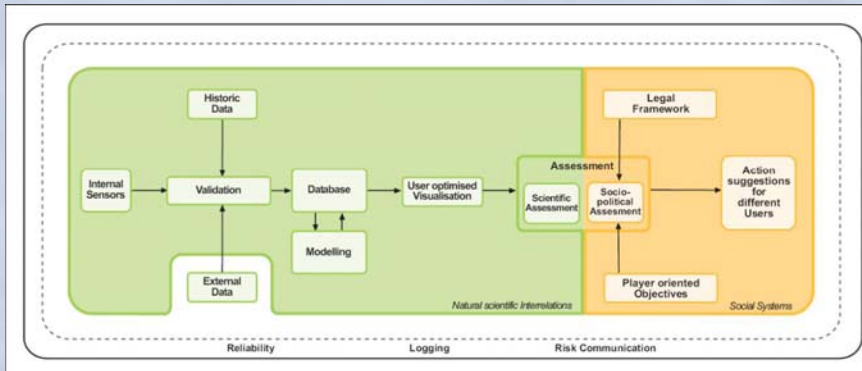 Historic
Data
Legal
Framework
Internal
Sensors
Validation
Database
User optimised
Visualisation
Assessment
Scientific
Assessment
Socio-
political
Assesment
Action
suggestions
for
different
Users
Modelling
External
Data
Player oriented
Objectives
Natural scientific Interrelations
Social Systems
Reliability
Logging
Risk Communication